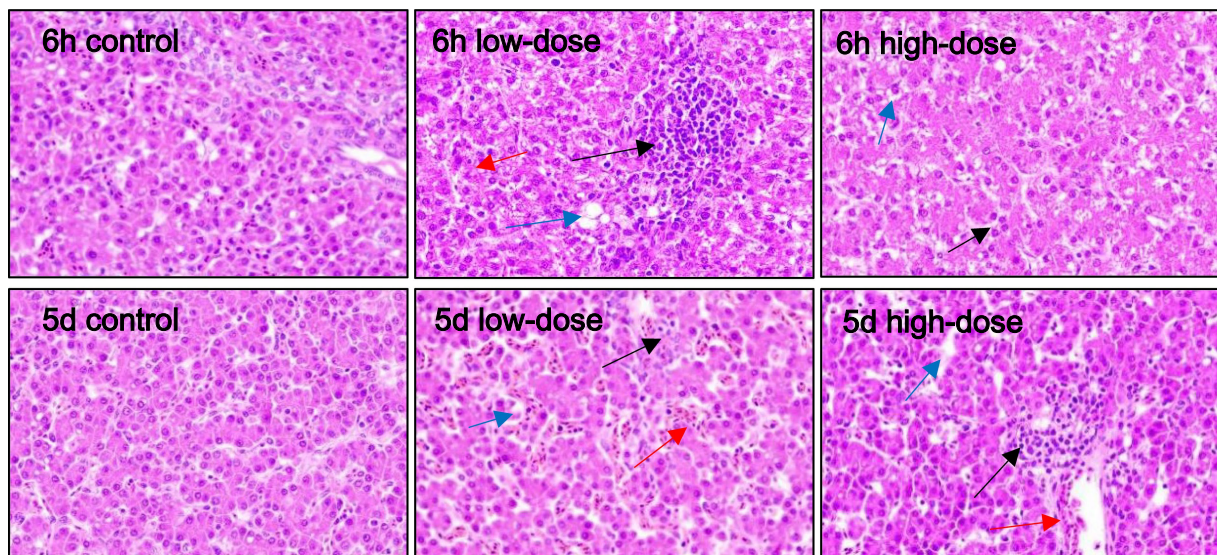 6h control
6h low-dose
6h high-dose
5d control
5d low-dose
5d high-dose